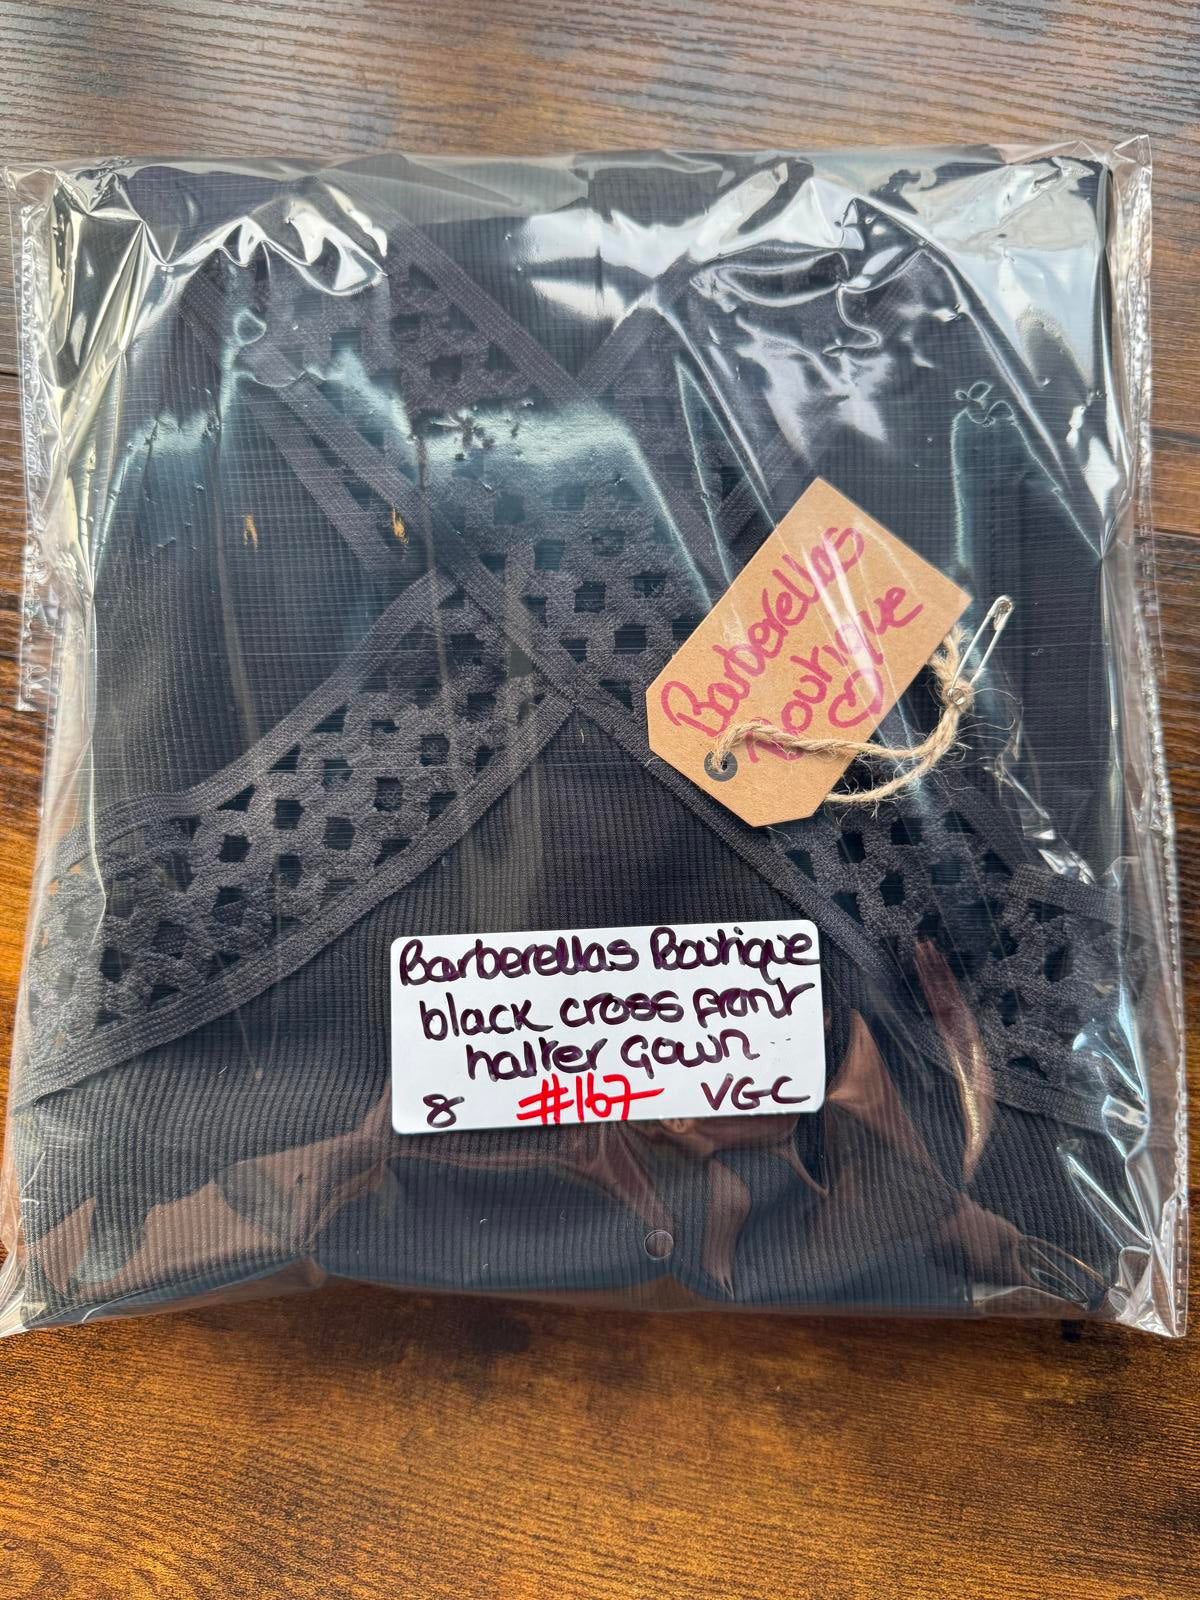 Barberellas
Boutique
Barberellas Boutique
black cross front
halter gown
8 #167 VGC